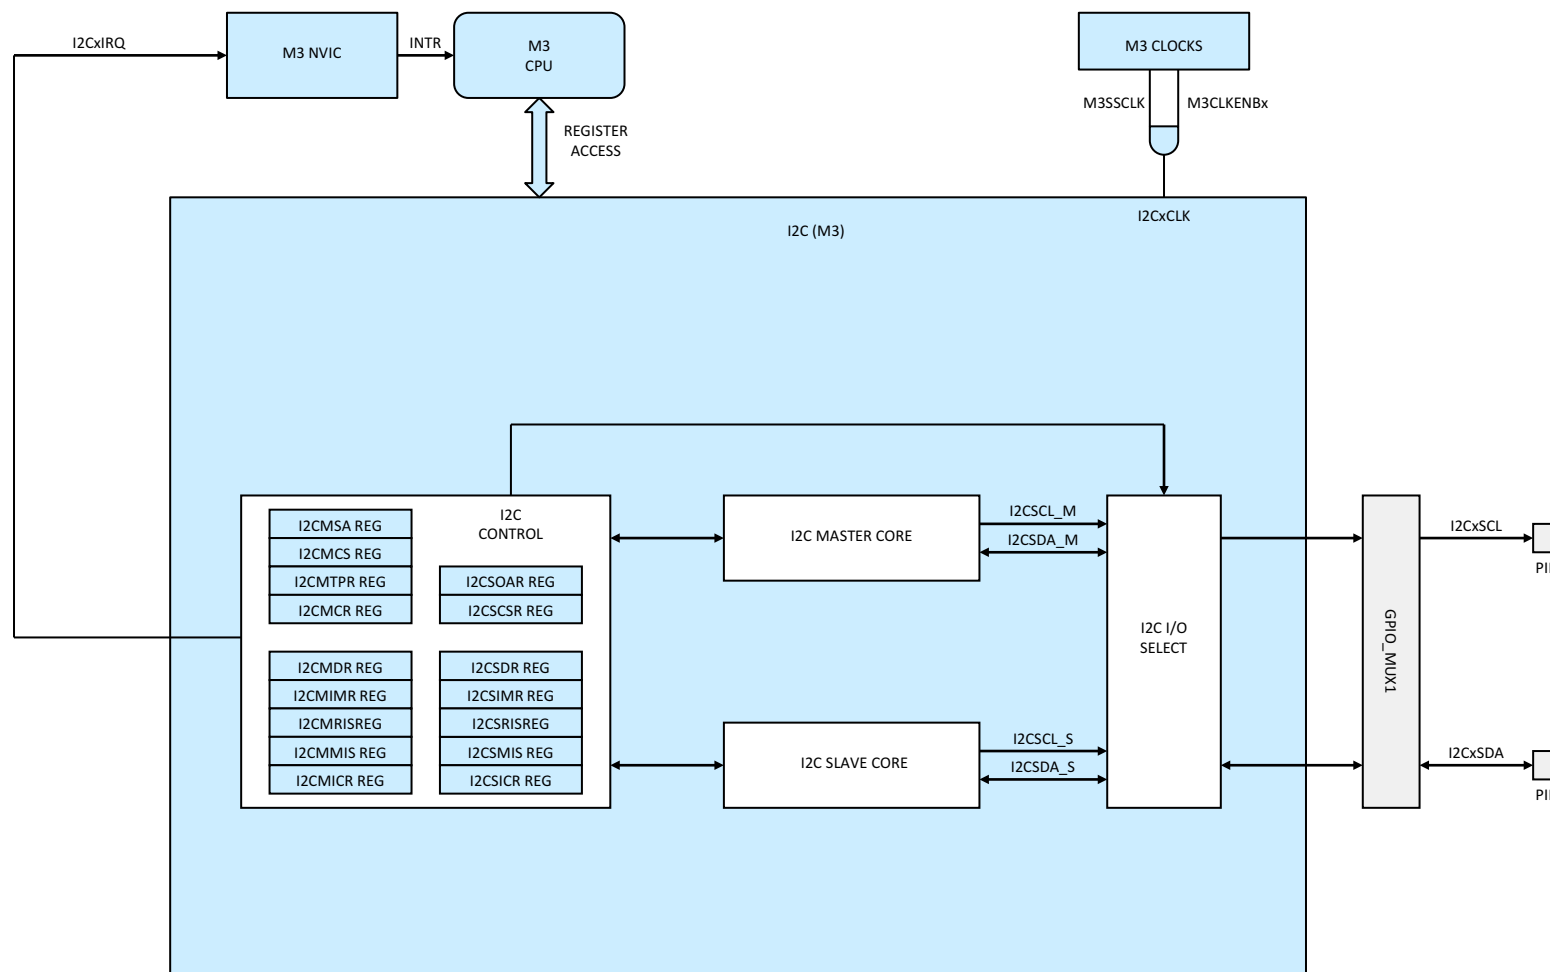 I2CxIRQ
M3 NVIC
INTR
M3
CPU
M3 CLOCKS
M3SSCLK
M3CLKENBx
REGISTER
ACCESS
I2CxCLK
I2C (M3)
I2C
CONTROL
I2CMSA REG
I2CMCS REG
I2CMTPR REG
I2CMCR REG
I2CSOAR REG
I2CSCSR REG
I2CMDR REG
I2CMIMR REG
I2CMRISREG
I2CMMIS REG
I2CMICR REG
I2CSDR REG
I2CSIMR REG
I2CSRISREG
I2CSMIS REG
I2CSICR REG
I2C MASTER CORE
I2CSCL_M
I2CSDA_M
I2C SLAVE CORE
I2CSCL_S
I2CSDA_S
I2C I/O
SELECT
GPIO_MUX1
I2CxSCL
I2CxSDA